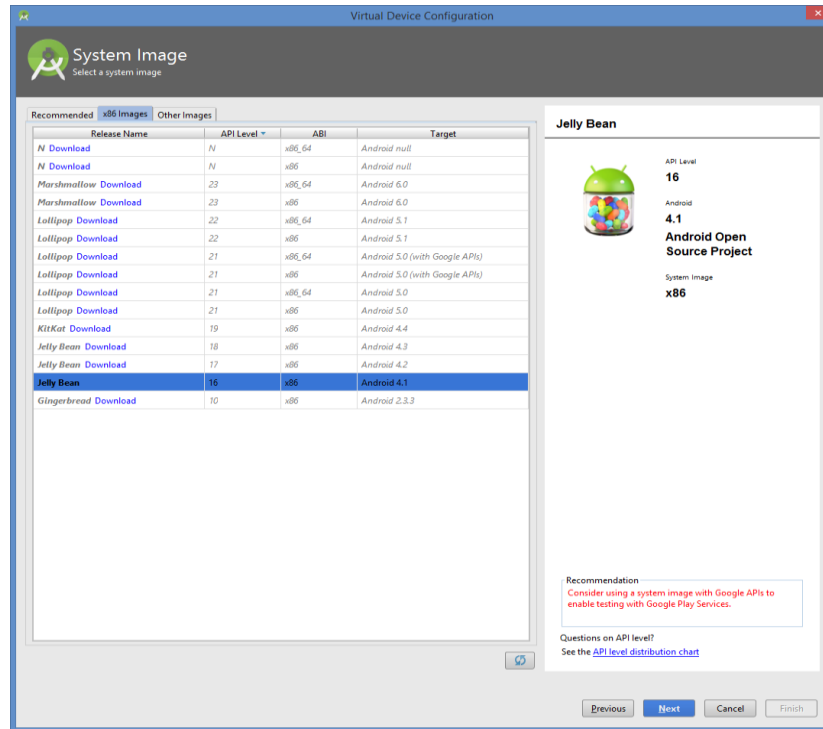 Virtual Device Configuration
System Image
Select a system image
Recommended x86 Images Other Images
Release Name API Level ABI Target
N Download N x86_64 Android null
N Download N x86 Android null
Marshmallow Download 23 x86_64 Android 6.0
Marshmallow Download 23 x86 Android 6.0
Lollipop Download 22 x86_64 Android 5.1
Lollipop Download 22 x86 Android 5.1
Lollipop Download 21 x86_64 Android 5.0 (with Google APIs)
Lollipop Download 21 x86 Android 5.0 (with Google APIs)
Lollipop Download 21 x86_64 Android 5.0
Lollipop Download 21 x86 Android 5.0
KitKat Download 19 x86 Android 4.4
Jelly Bean Download 18 x86 Android 4.3
Jelly Bean Download 17 x86 Android 4.2
Jelly Bean 16 x86 Android 4.1
Gingerbread Download 10 x86 Android 2.3.3
Jelly Bean
API Level
16
Android
4.1
Android Open
Source Project
System Image
x86
Recommendation
Consider using a system image with Google APIs to
enable testing with Google Play Services.
Questions on API level?
See the API level distribution chart
Previous Next Cancel Finish